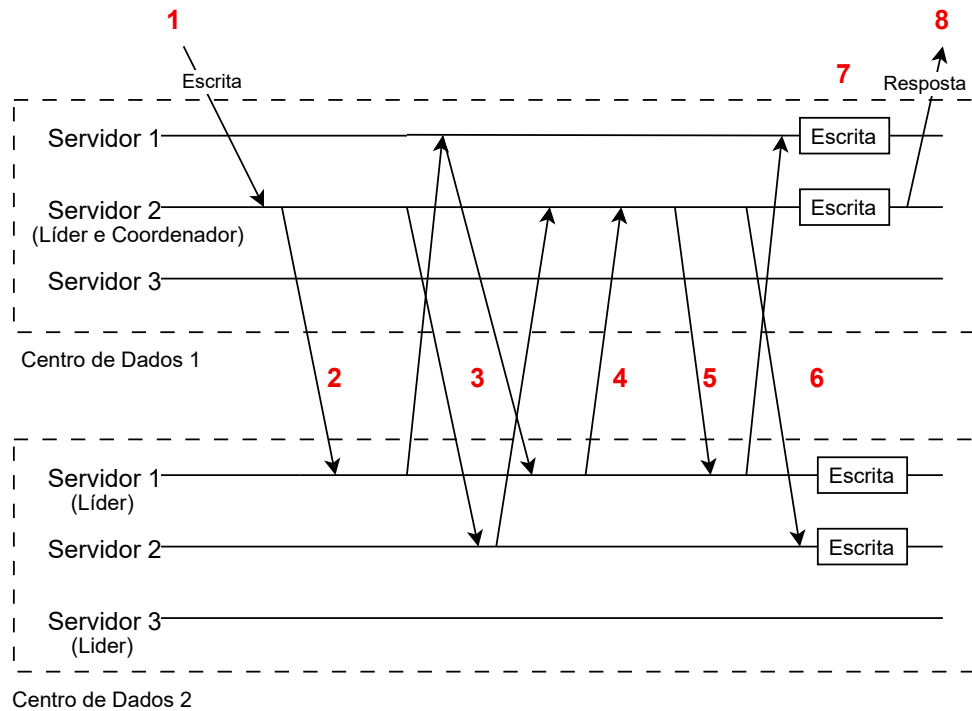 1
8
7
Escrita
Resposta
Servidor 1
Escrita
Servidor 2
(Líder e Coordenador)
Escrita
Servidor 3
Centro de Dados 1
2
3
4
5
6
Servidor 1
(Líder)
Escrita
Servidor 2
Escrita
Servidor 3
(Lider)
Centro de Dados 2